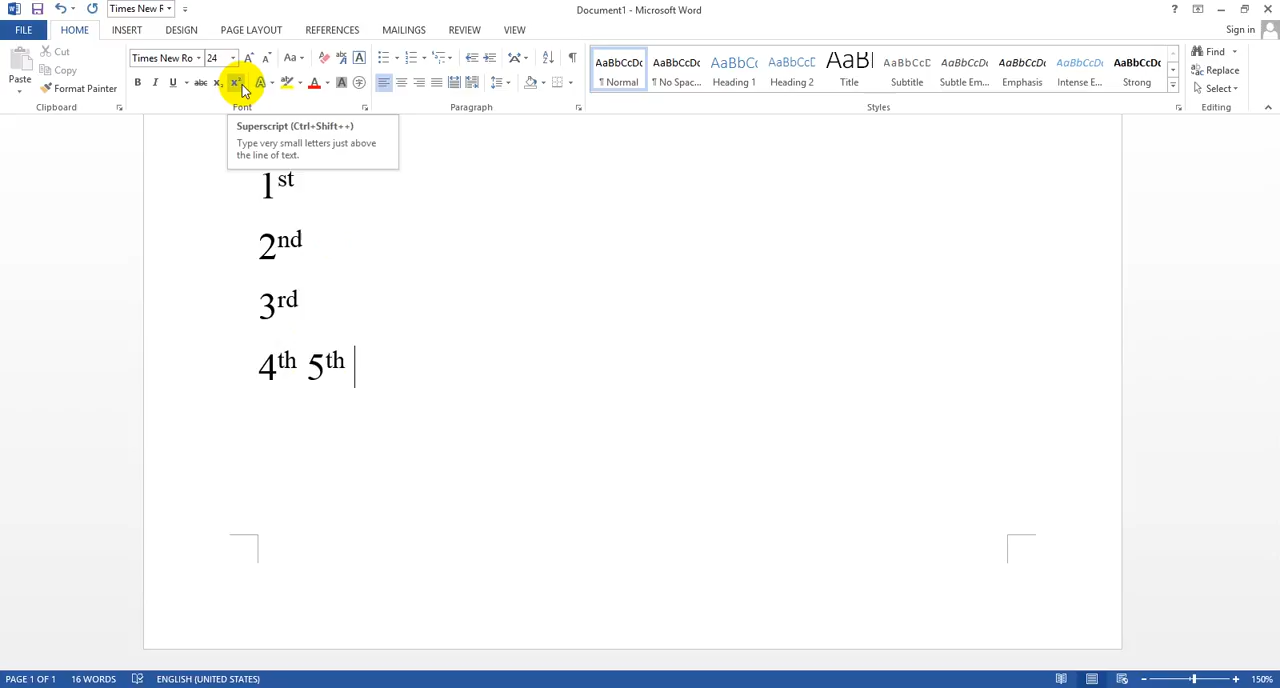 Times New R
Document1 - Microsoft Word
Sign in
FILE HOME INSERT DESIGN PAGE LAYOUT REFERENCES MAILINGS REVIEW VIEW
Paste
Cut
Copy
Format Painter
Clipboard
Times New Ro 24
Font
Paragraph
AaBbCcDc AaBbCcDc AaBbC( AaBbCcC AaB AaBbCcC AaBbCcDc AaBbCcDc AaBbCcDc AaBbCcDc
¶ Normal ¶ No Spac... Heading 1 Heading 2 Title Subtitle Subtle Em... Emphasis Intense E... Strong
Styles
Find
Replace
Select
Editing
Superscript (Ctrl+Shift++)
Type very small letters just above
the line of text.
1st
2nd
3rd
4th 5th
PAGE 1 OF 1 16 WORDS ENGLISH (UNITED STATES) 150%